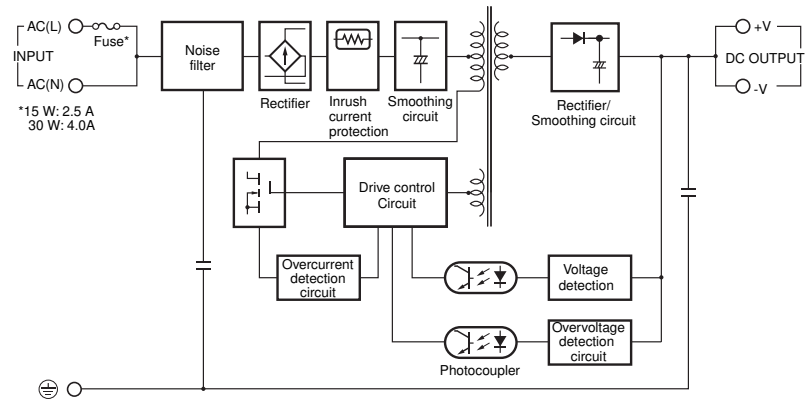 AC(L)
Fuse*
INPUT
AC(N)
*15 W: 2.5 A
30 W: 4.0A
Noise
filter
Rectifier
Inrush
current
protection
Smoothing
circuit
Rectifier/
Smoothing circuit
+V
DC OUTPUT
-V
Drive control
Circuit
Overcurrent
detection
circuit
Voltage
detection
Overvoltage
detection
circuit
Photocoupler